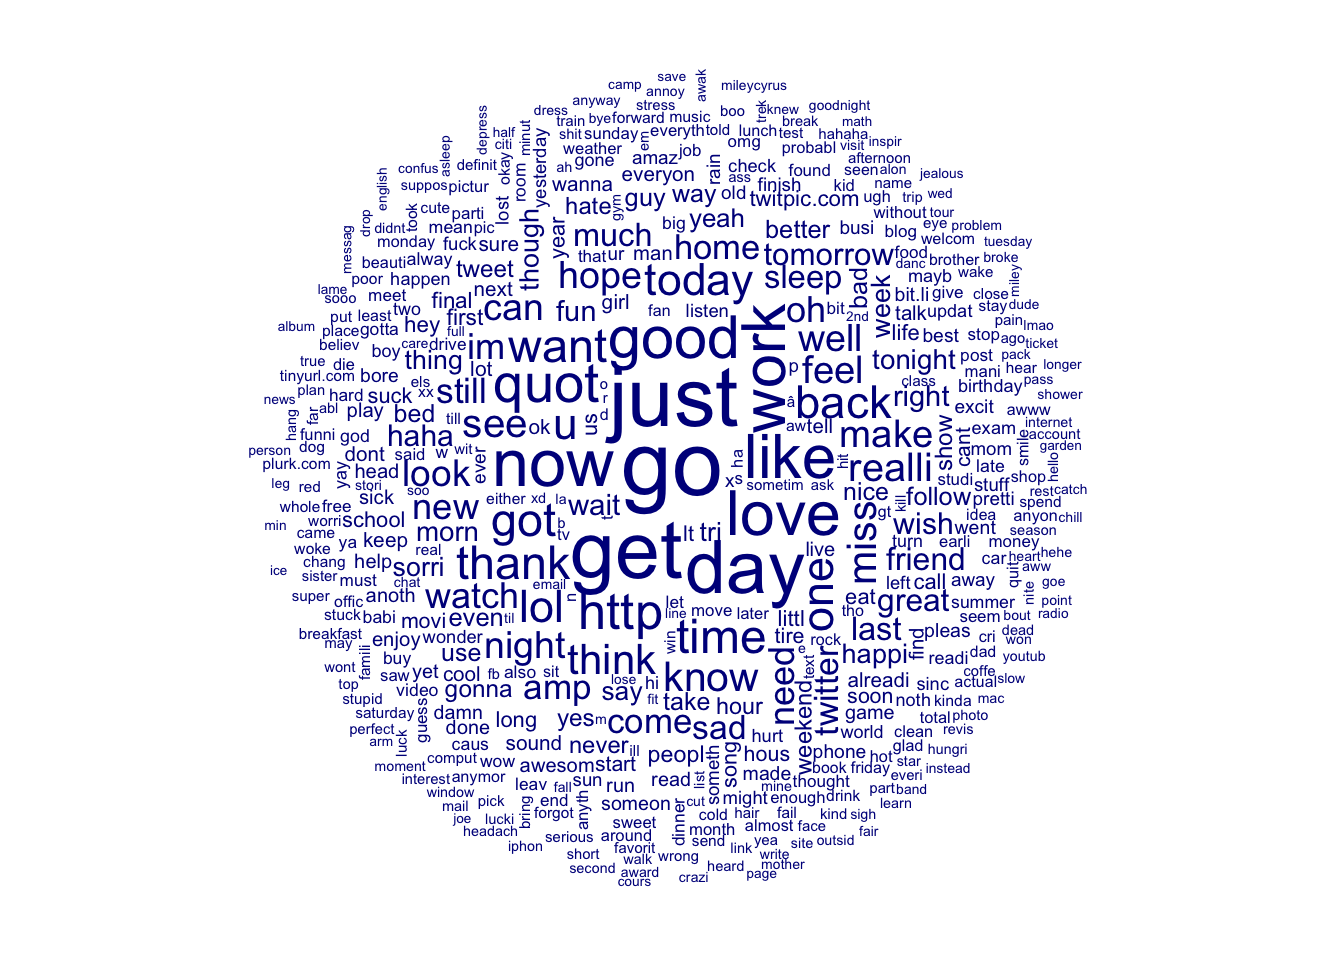 save
camp annoy awak mileycyrus
dress anyway stress boo trek knew goodnight
depress half train bye forward music break math
citi minut shit sunday em everyth told lunch test hahaha
asleep okay weather omg probabl visit inspir
confus definit room yesterday ah gone amaz job rain check found seen alon afternoon
english suppos pictur lost wanna everyon ass finish kid name jealous
drop took cute parti hate gym guy way old twitpic.com ugh trip wed
messag didnt mean pic though year much big yeah better busi blog without tour eye problem
monday fuck sure that ur man home tomorrow food welcom tuesday
beauti alway tweet hope today sleep bad week danc brother broke
lame poor happen next girl bit.li mayb wake miley
sooo meet final can fun fan listen oh bit 2nd give close
album put least two first talk updat stay dude
place gotta hey full im want good work well life best stop pain lmao
believ boy care drive ago ticket
true die thing lot p feel tonight post pack
tinyurl.com bore els xx still quot o just class mani hear longer
news plan hard suck r â back right birthday pass shower
hang far abl play bed till see ok u us d aw tell make show excit awww
funni god haha cant exam internet
person dog dont said w wit now go like hit realli mom smile account garden
plurk.com yay head look ever ha studi late hello
leg red stori soo x s sometim ask nice stuff shop rest catch
whole free sick new either xd la wait love kill follow pretti spend
min worri school morn got b t lt tri miss gt wish went idea anyon chill
came ya keep tv turn earli money season
woke real thank get day live friend car heart hehe
ice chang help sorri quit aww
sister must chat email n one left call away nite goe
super offic anoth watch lol http let eat great summer point
stuck babi movi even til line move later littl tho seem bout radio
breakfast enjoy wonder night win time tire rock last find pleas cri dead won
may famili use think e happi readi dad youtub
wont buy saw yet cool fb also sit know need text twitter coffe
top video gonna amp lose say hi alreadi sinc actual slow
stupid fit take hour weekend soon noth kinda mac
saturday guess damn long yes m come sad game total photo
perfect luck done hurt world clean revis
arm caus sound never ill peopl song hous phone hot glad hungri
moment comput wow awesom start someth star
interest anymor leav fall sun run read list made mine thought book friday everi instead
window might enough drink part band
mail pick bring end anyth someon cut learn
joe lucki forgot sweet dinner cold hair fail kind sigh
headach serious around month almost face fair
iphon favorit send yea site outsid
short walk wrong link write
second award heard mother
cours crazi page